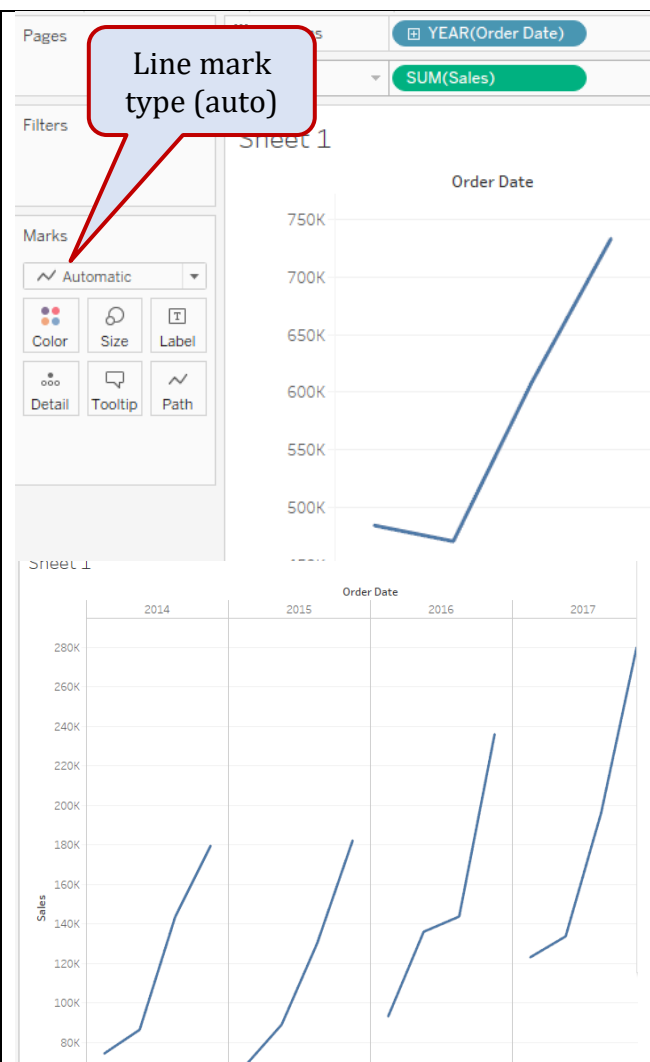 Pages
Line mark
type (auto)
YEAR(Order Date)
SUM(Sales)
Filters
Sheet 1
Order Date
Marks
Automatic
Color
Size
Label
Detail
Tooltip
Path
750K
700K
650K
600K
550K
500K
Sheet 1
Order Date
2014
2015
2016
2017
Sales
280K
260K
240K
220K
200K
180K
160K
140K
120K
100K
80K